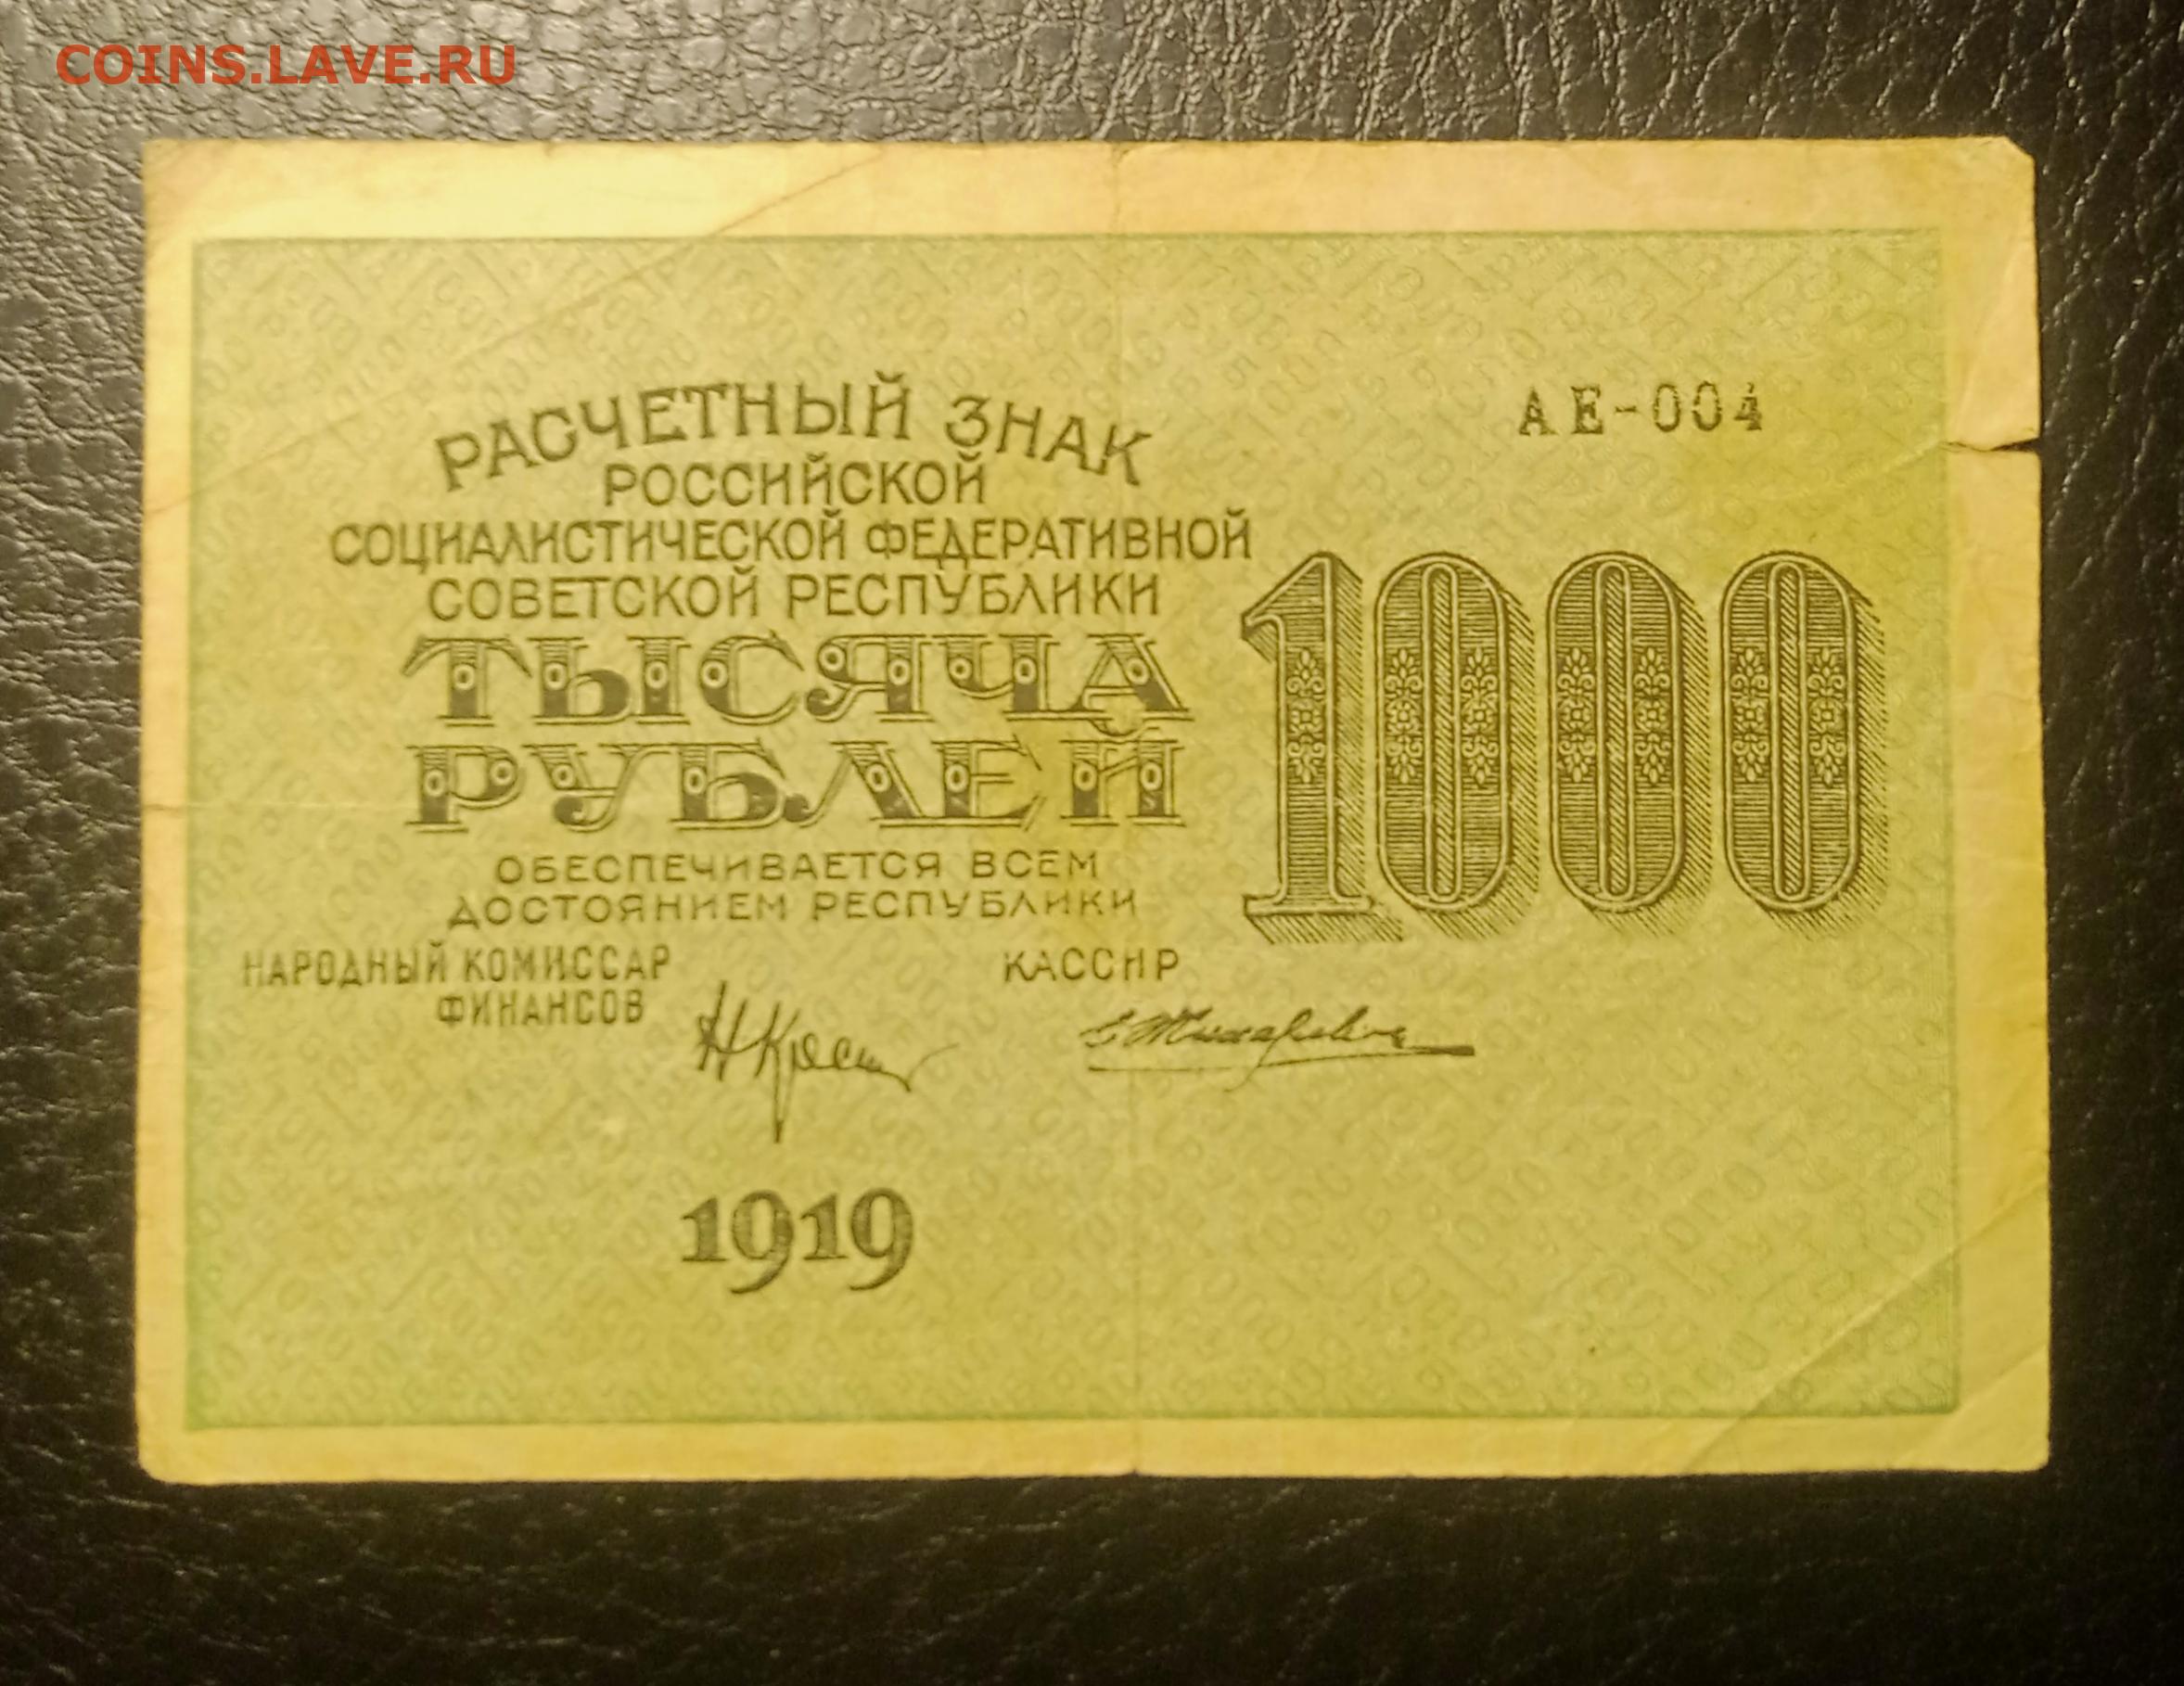 COINS.LAVE.RU
РАСЧЕТНЫЙ ЗНАК
АЕ-004
РОССИЙСКОЙ
СОЦИАЛИСТИЧЕСКОЙ ФЕДЕРАТИВНОЙ
СОВЕТСКОЙ РЕСПУБЛИКИ
ТЫСЯЧА
РУБЛЕЙ
1000
ОБЕСПЕЧИВАЕТСЯ ВСЕМ
ДОСТОЯНИЕМ РЕСПУБЛИКИ
НАРОДНЫЙ КОМИССАР
ФИНАНСОВ
КАССИР
1919